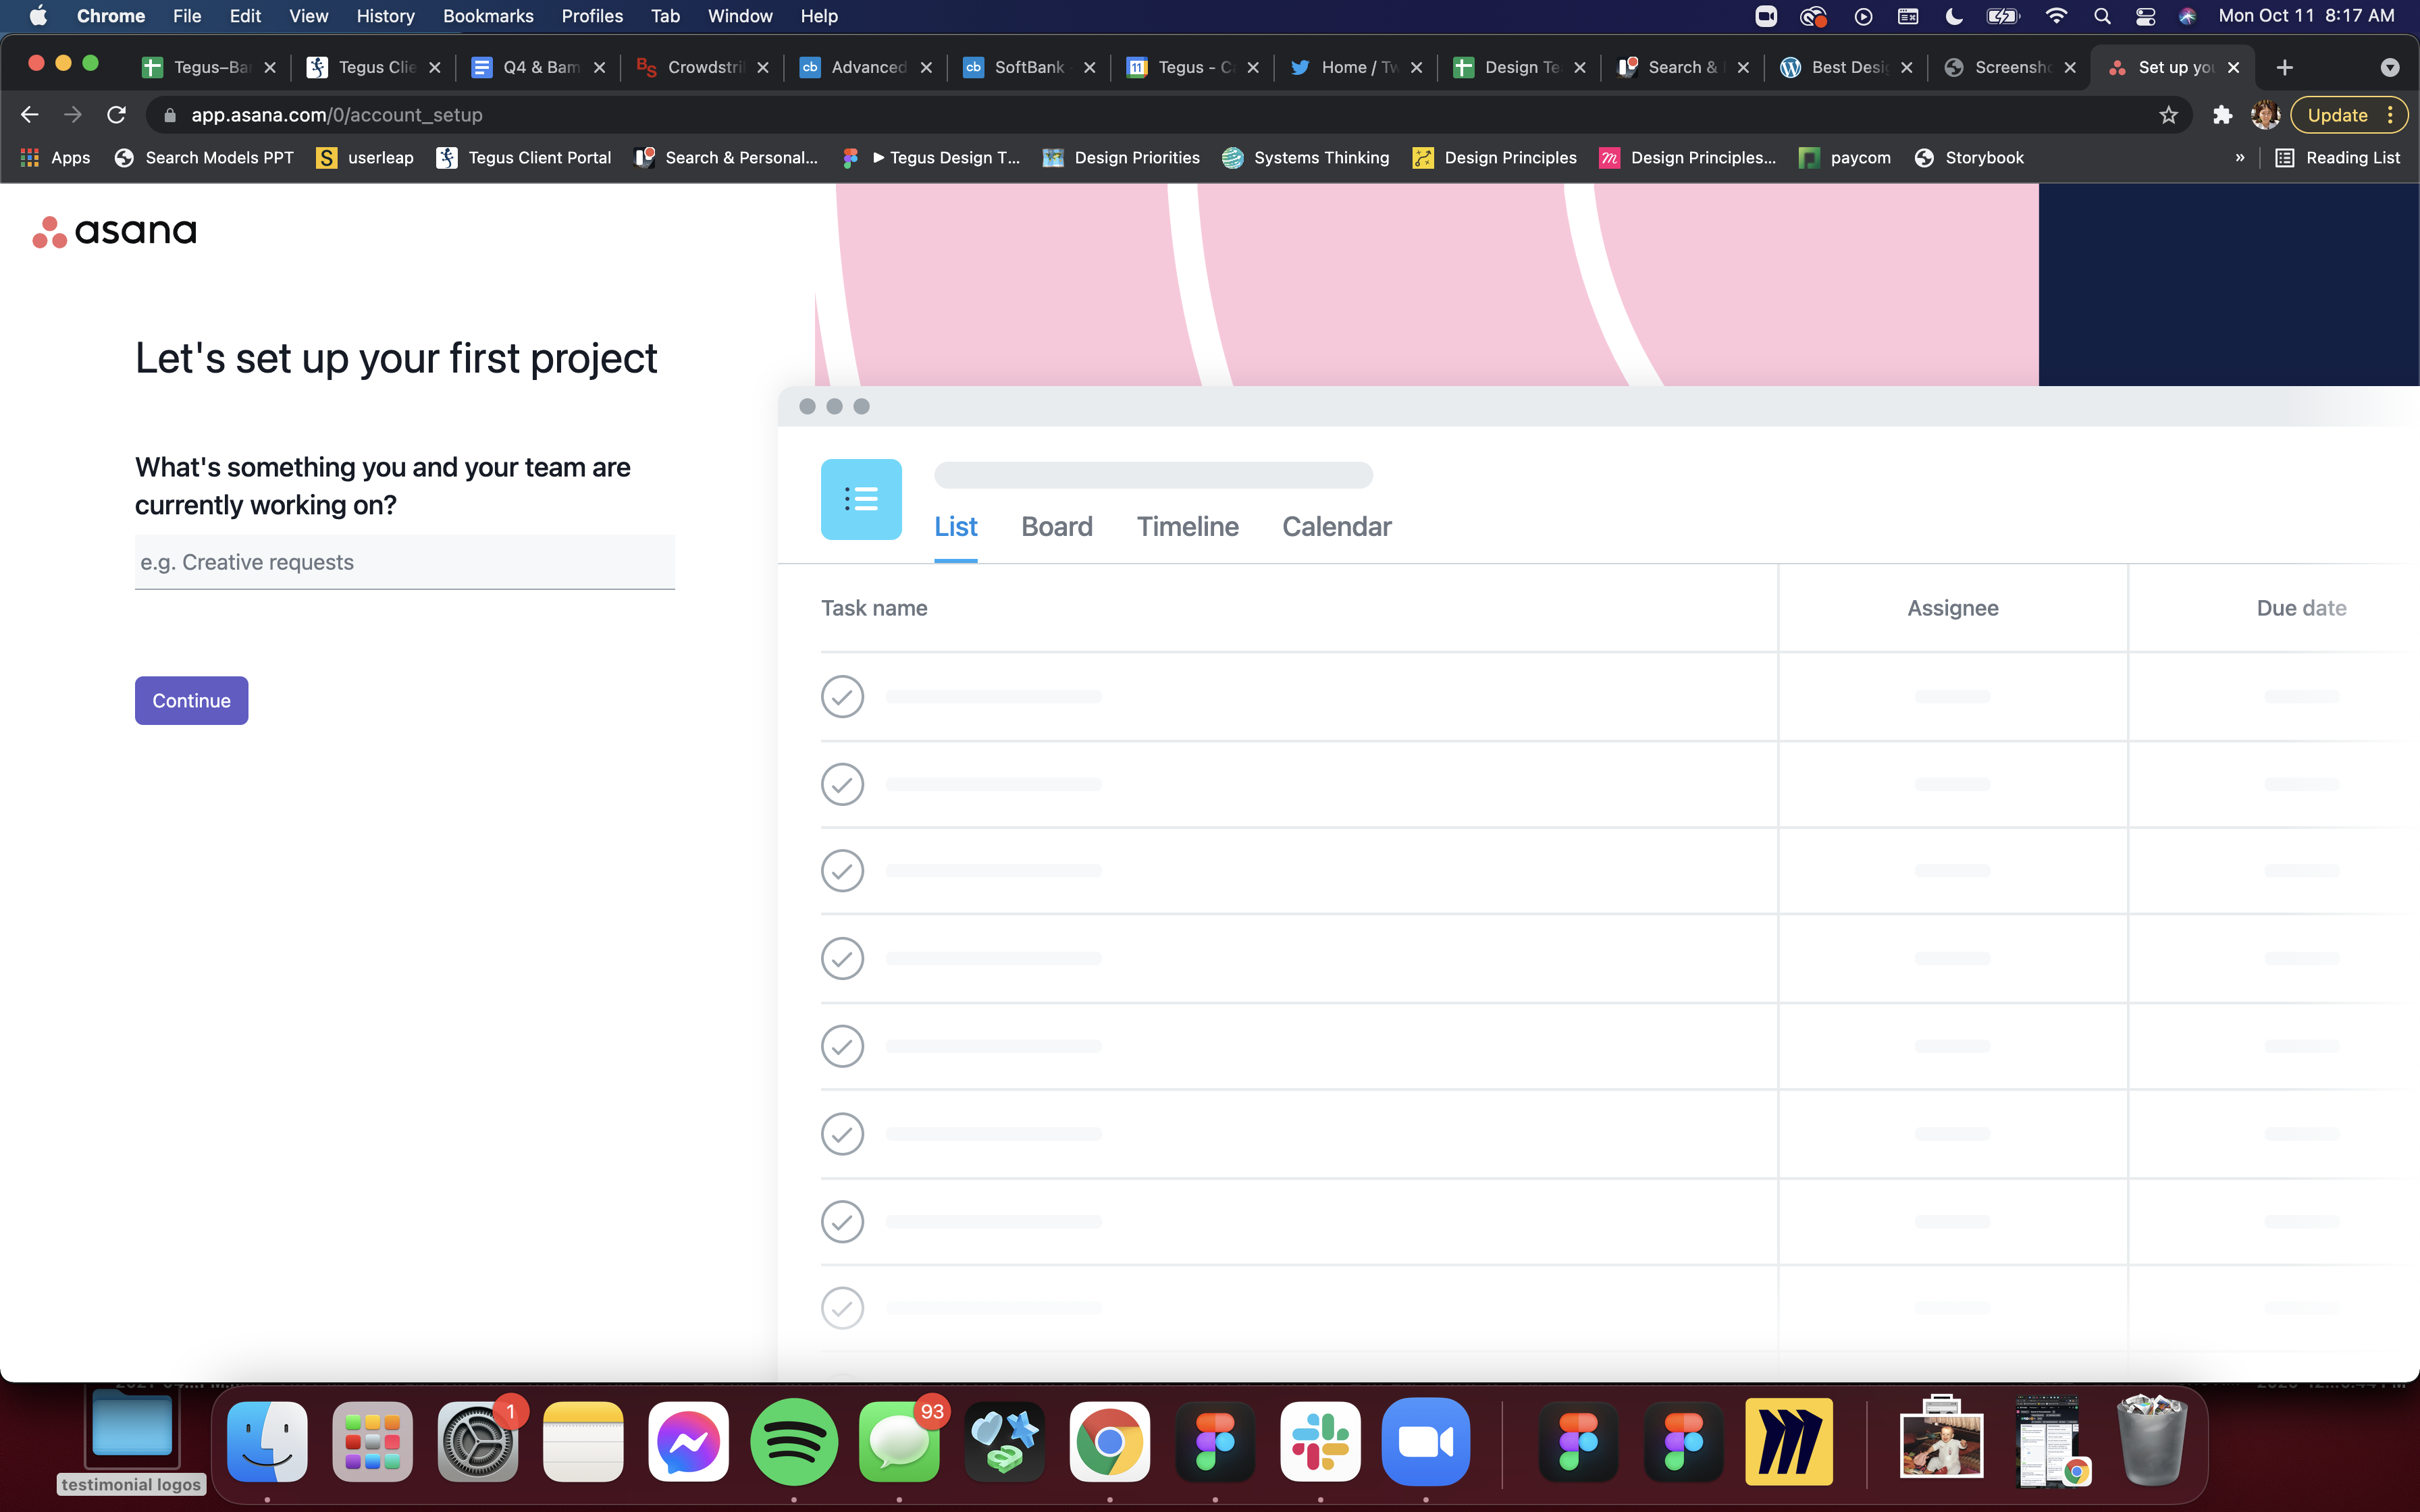 Chrome File Edit View History Bookmarks Profiles Tab Window Help Mon Oct 11 8:17 AM
Tegus–Ba Tegus Clie Q4 & Bam Crowdstri Advanced SoftBank Tegus - C Home / Tw Design Te Search & Best Desi Screensho Set up you
app.asana.com/0/account_setup Update
Apps Search Models PPT userleap Tegus Client Portal Search & Personal... Tegus Design T... Design Priorities Systems Thinking Design Principles Design Principles... paycom Storybook » Reading List
asana
Let's set up your first project
What's something you and your team are
currently working on?
e.g. Creative requests
Continue
List Board Timeline Calendar
Task name Assignee Due date
1
93
testimonial logos